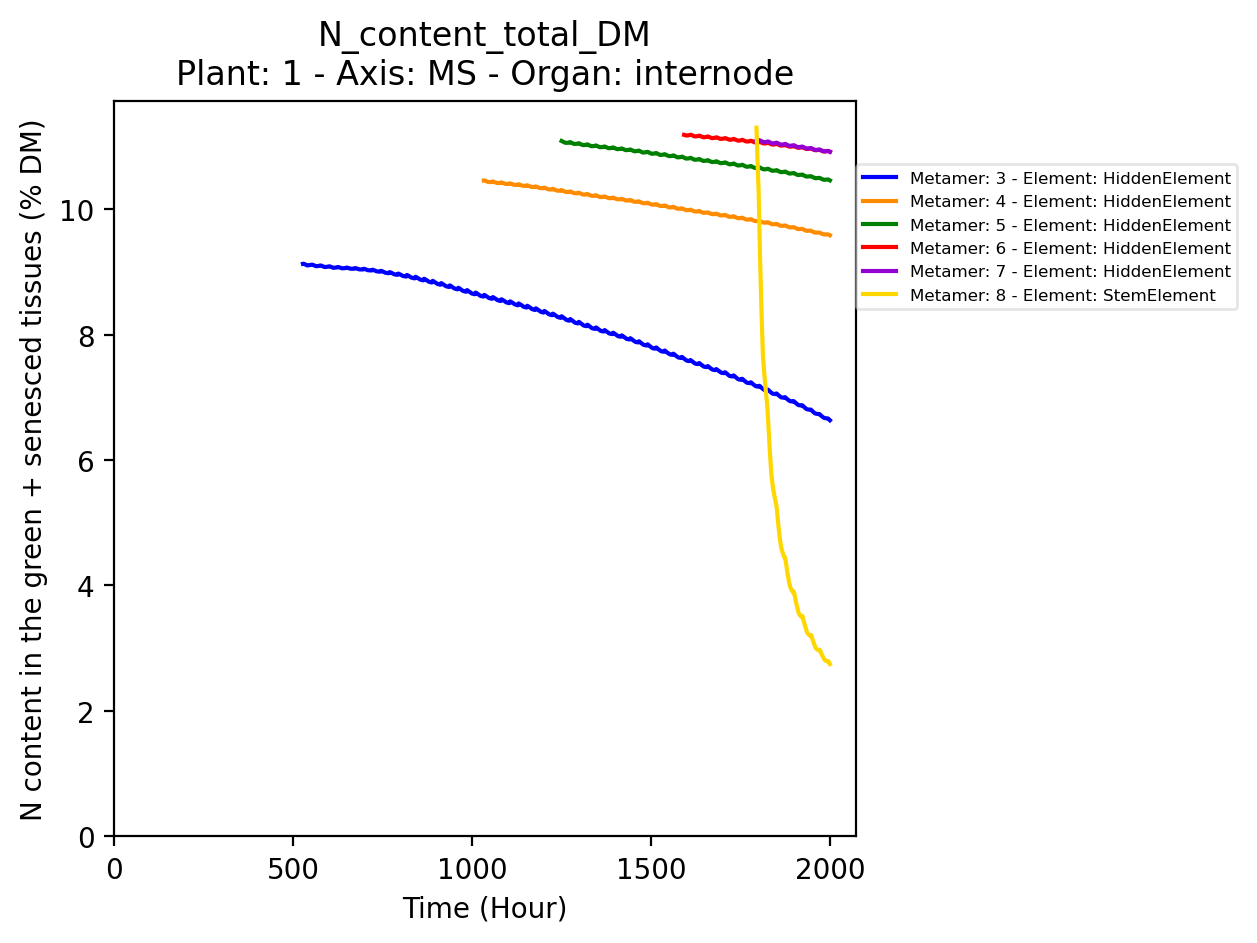 N_content_total_DM
Plant: 1 - Axis: MS - Organ: internode
N content in the green + senesced tissues (% DM)
10
8
6
4
2
0
0 500 1000 1500 2000
Time (Hour)
Metamer: 3 - Element: HiddenElement
Metamer: 4 - Element: HiddenElement
Metamer: 5 - Element: HiddenElement
Metamer: 6 - Element: HiddenElement
Metamer: 7 - Element: HiddenElement
Metamer: 8 - Element: StemElement